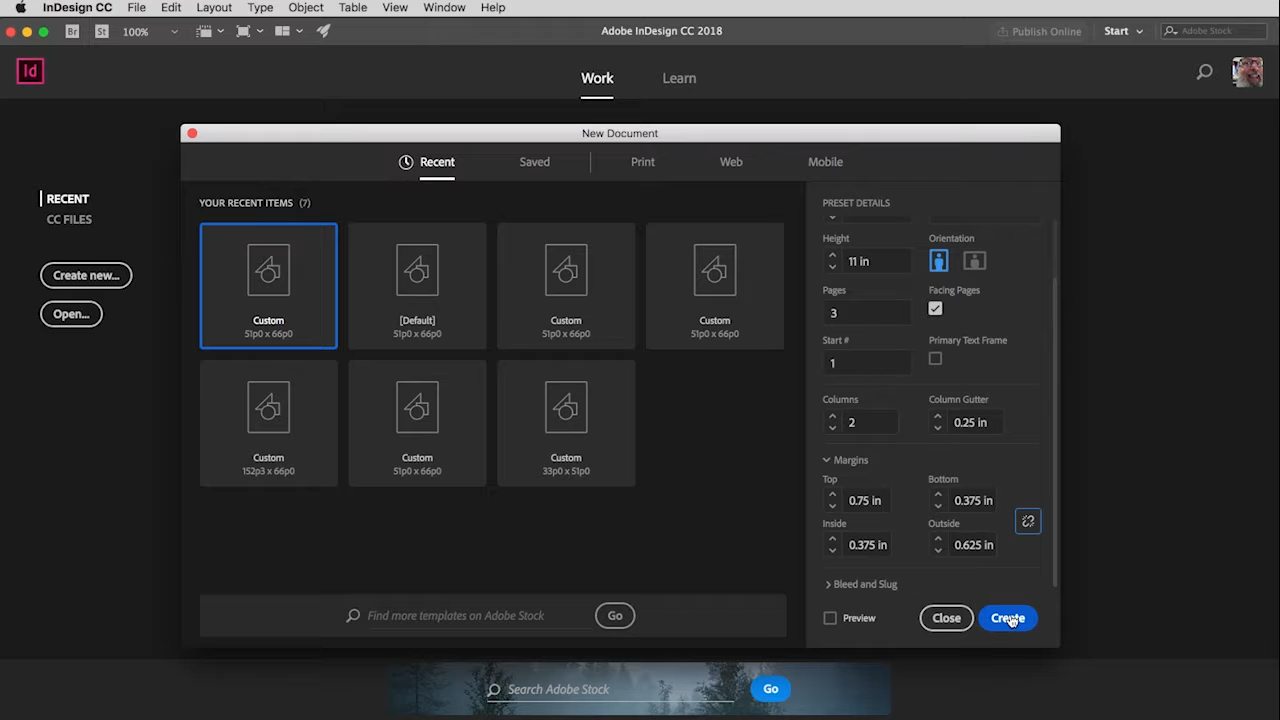 InDesign CC File Edit Layout Type Object Table View Window Help
Br St 100% Adobe InDesign CC 2018 Publish Online Start Adobe Stock
Id Work Learn
New Document
Recent Saved Print Web Mobile
RECENT
CC FILES
Create new...
Open...
YOUR RECENT ITEMS (7)
Custom
51p0 x 66p0
[Default]
51p0 x 66p0
Custom
51p0 x 66p0
Custom
51p0 x 66p0
Custom
152p3 x 66p0
Custom
51p0 x 66p0
Custom
33p0 x 51p0
Find more templates on Adobe Stock Go
PRESET DETAILS
Height Orientation
11 in
Pages Facing Pages
3
Start # Primary Text Frame
1
Columns Column Gutter
2 0.25 in
Margins
Top Bottom
0.75 in 0.375 in
Inside Outside
0.375 in 0.625 in
Bleed and Slug
Preview Close Create
Search Adobe Stock Go